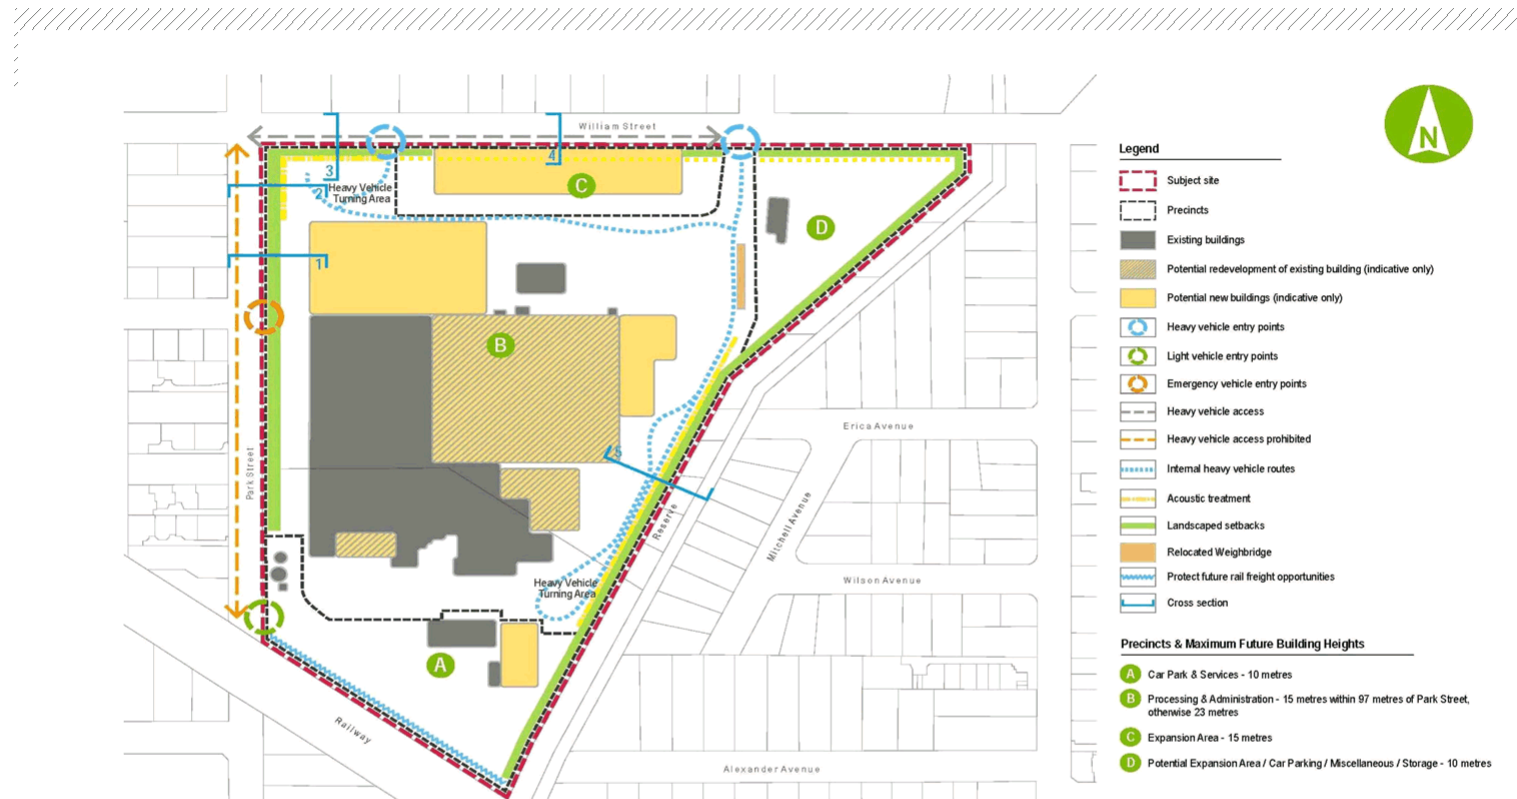 William Street
3
4
2
Heavy Vehicle
Turning Area
C
D
1
B
Park Street
5
Reserve
Erica Avenue
Mitchell Avenue
Wilson Avenue
Heavy Vehicle
Turning Area
A
Railway
Alexander Avenue
N
Legend
Subject site
Precincts
Existing buildings
Potential redevelopment of existing building (indicative only)
Potential new buildings (indicative only)
Heavy vehicle entry points
Light vehicle entry points
Emergency vehicle entry points
Heavy vehicle access
Heavy vehicle access prohibited
Internal heavy vehicle routes
Acoustic treatment
Landscaped setbacks
Relocated Weighbridge
Protect future rail freight opportunities
Cross section
Precincts & Maximum Future Building Heights
A Car Park & Services - 10 metres
B Processing & Administration - 15 metres within 97 metres of Park Street,
otherwise 23 metres
C Expansion Area - 15 metres
D Potential Expansion Area / Car Parking / Miscellaneous / Storage - 10 metres